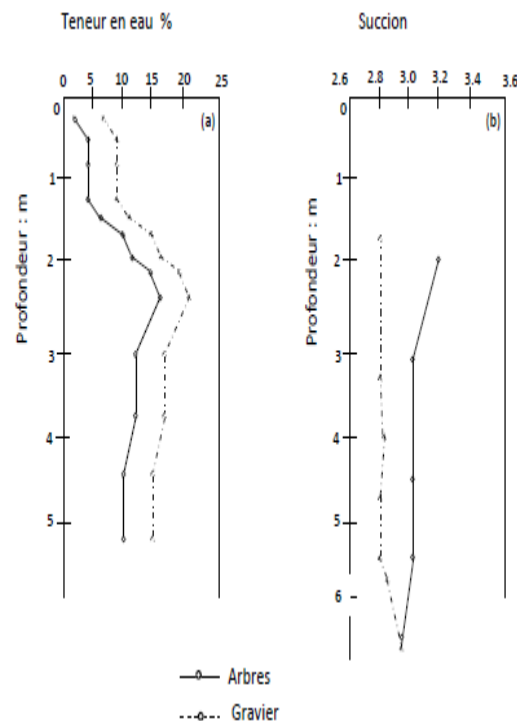 Teneur en eau %
Succion
0 5 10 15 20 25
2.6 2.8 3.0 3.2 3.4 3.6
0
(a)
1
2
3
4
5
Profondeur : m
0
(b)
1
2
3
4
5
6
Profondeur : m
Arbres
Gravier